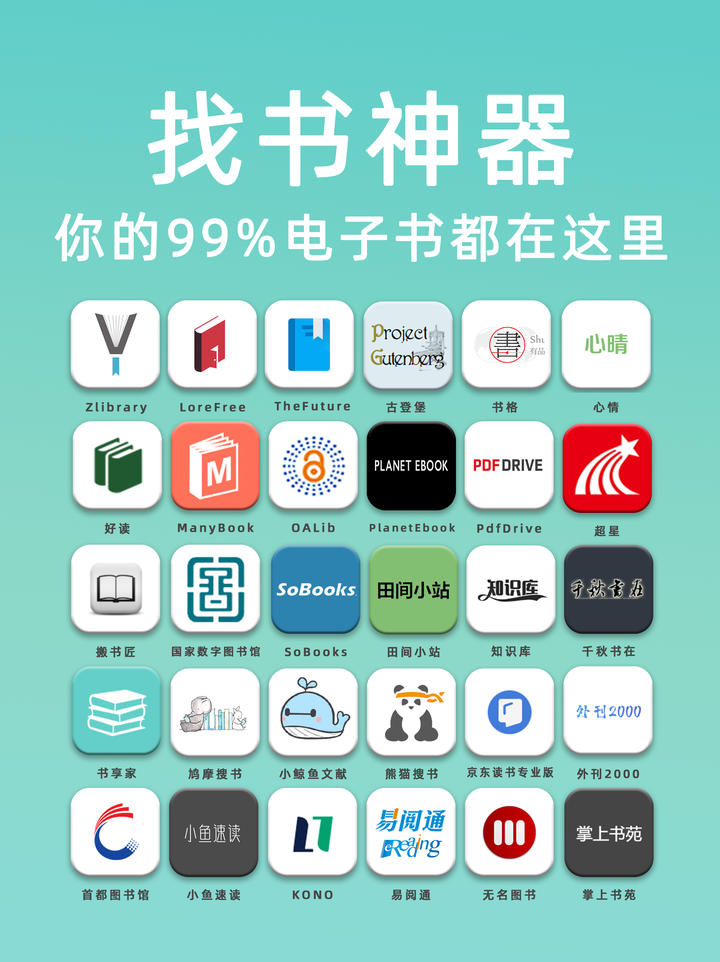 找书神器
你的99%电子书都在这里
Project Gutenberg
書
Shu
有品
心晴
Zlibrary LoreFree TheFuture 古登堡 书格 心情
M
PLANET EBOOK
PDFDRIVE
好读 ManyBook OALib PlanetEbook PdfDrive 超星
SoBooks
田间小站
知识库
千秋書在
搬书匠 国家数字图书馆 SoBooks 田间小站 知识库 千秋书在
外刊2000
书享家 鸠摩搜书 小鲸鱼文献 熊猫搜书 京东读书专业版 外刊2000
小鱼速读
易阅通
eReading
掌上书苑
首都图书馆 小鱼速读 KONO 易阅通 无名图书 掌上书苑